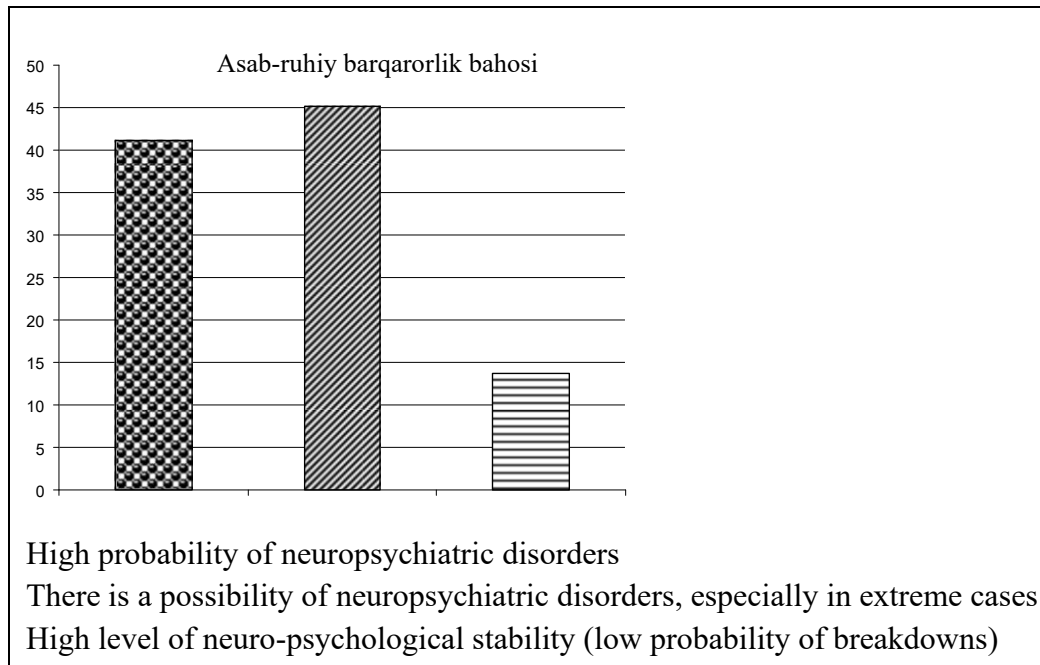 Asab-ruhiy barqarorlik bahosi
50
45
40
35
30
25
20
15
10
5
0
High probability of neuropsychiatric disorders
There is a possibility of neuropsychiatric disorders, especially in extreme cases
High level of neuro-psychological stability (low probability of breakdowns)